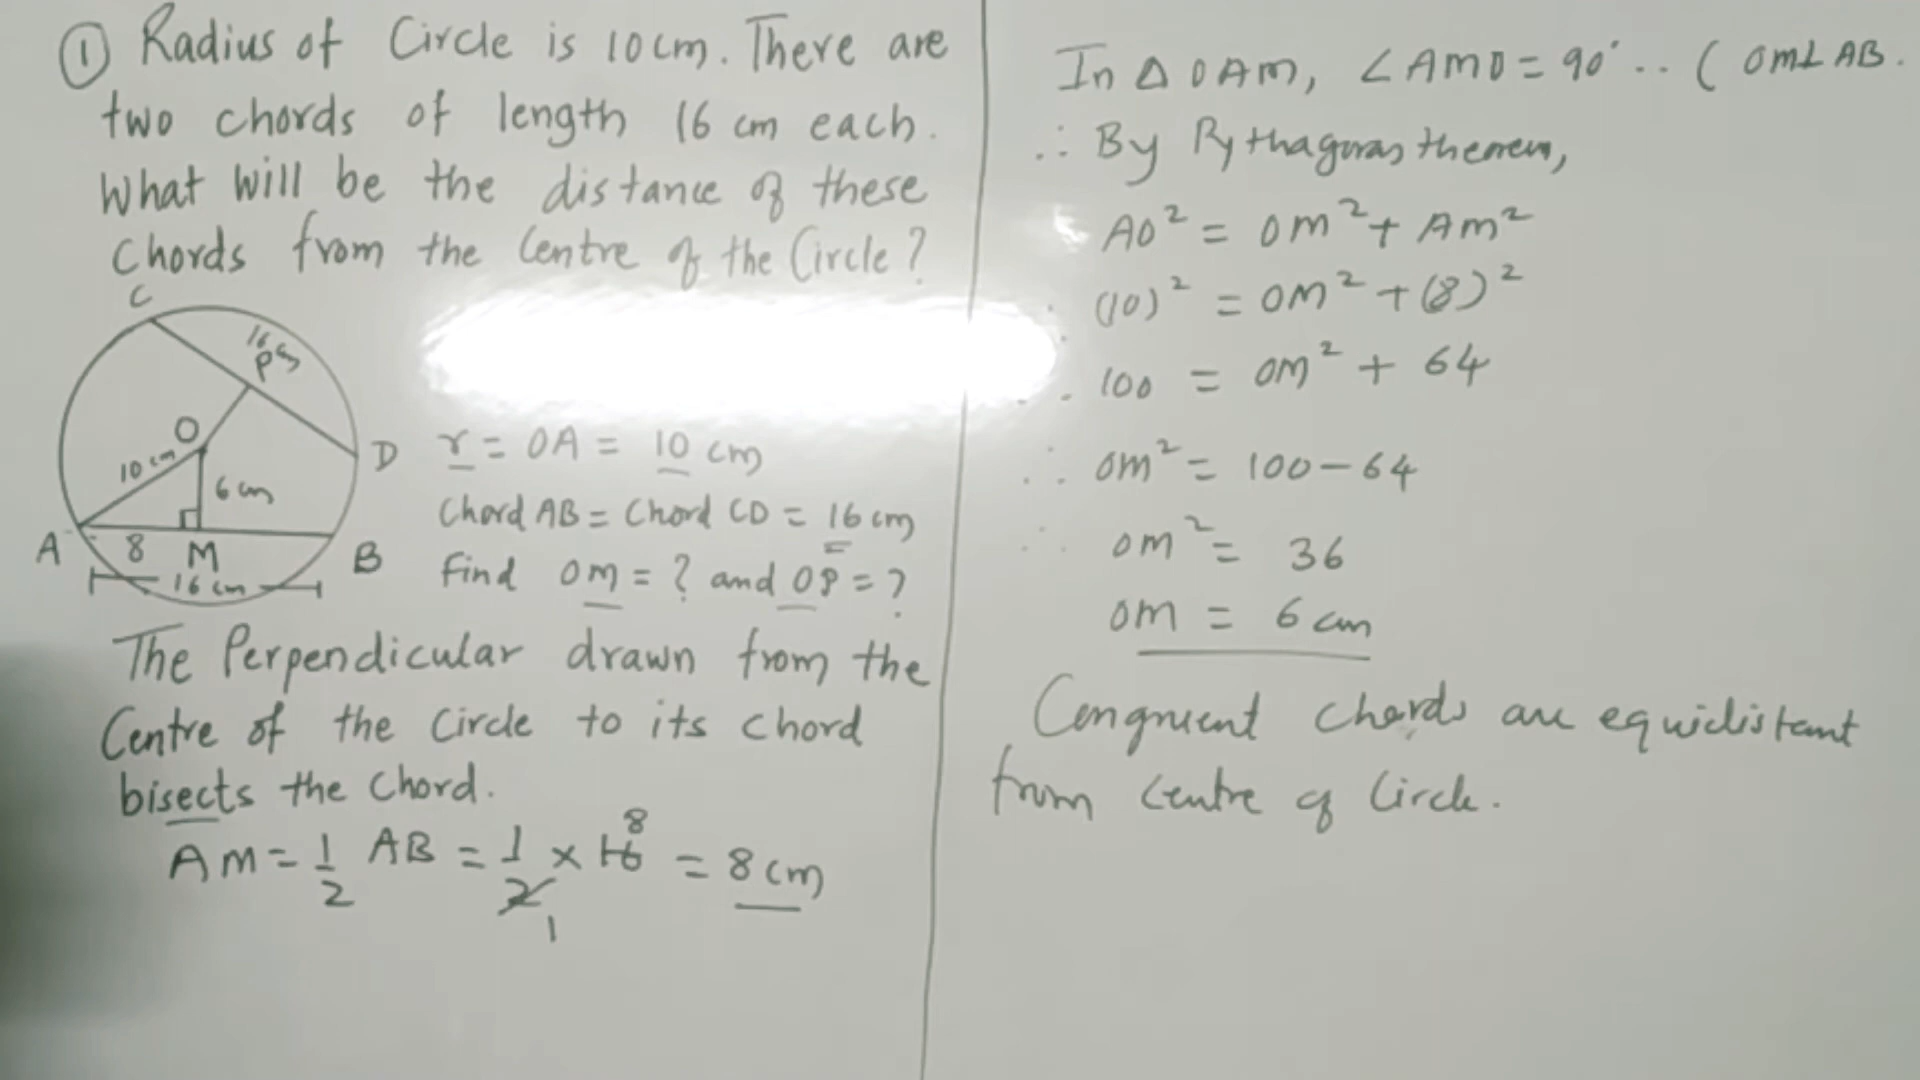 ① Radius of Circle is 10cm. There are
two chords of length 16 cm each.
What will be the distance of these
Chords from the Centre of the Circle?
C
16cm
P
O
10cm
6cm
D
A
8
M
B
16cm
r = OA = 10 cm
Chord AB = Chord CD = 16 cm
Find OM = ? and OP = ?
The Perpendicular drawn from the
Centre of the Circle to its chord
bisects the Chord.
AM = 1/2 AB = 1/2 × 16 = 8 cm
8
1
In Δ OAM, ∠AMO = 90° .. ( OM⊥AB.
∴ By Pythagoras theorem,
AO² = OM² + AM²
(10)² = OM² + (8)²
100 = OM² + 64
∴ OM² = 100 - 64
∴ OM² = 36
OM = 6 cm
Congruent chords are equidistant
from centre of Circle.